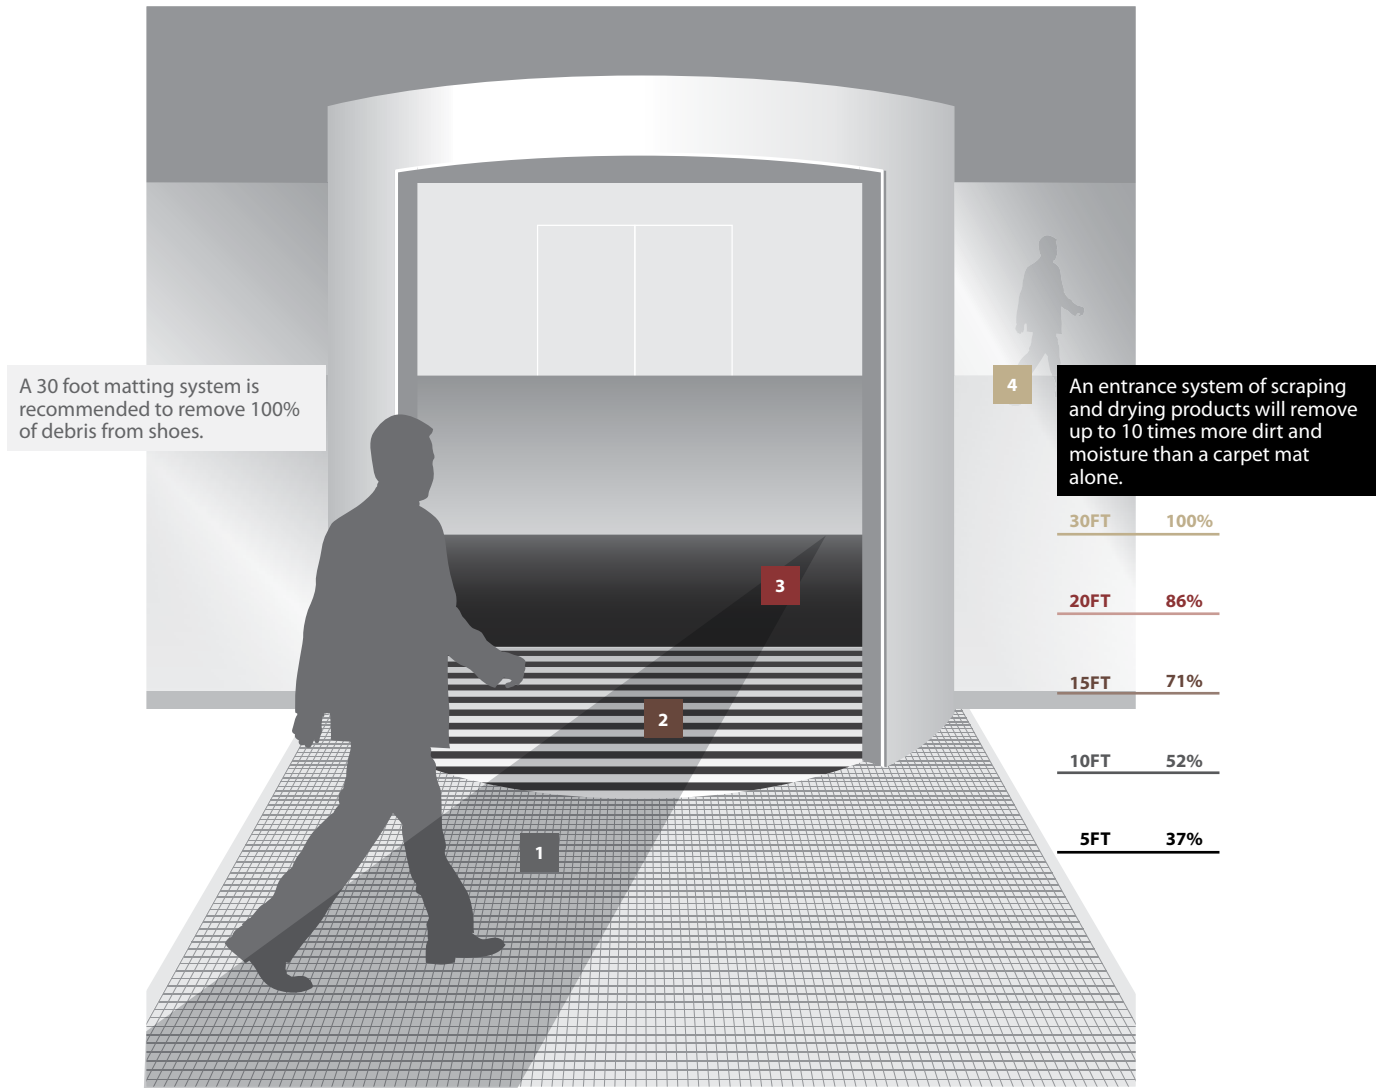 A 30 foot matting system is
recommended to remove 100%
of debris from shoes.
4
An entrance system of scraping
and drying products will remove
up to 10 times more dirt and
moisture than a carpet mat
alone.
30FT 100%
3
20FT 86%
15FT 71%
2
10FT 52%
1
5FT 37%